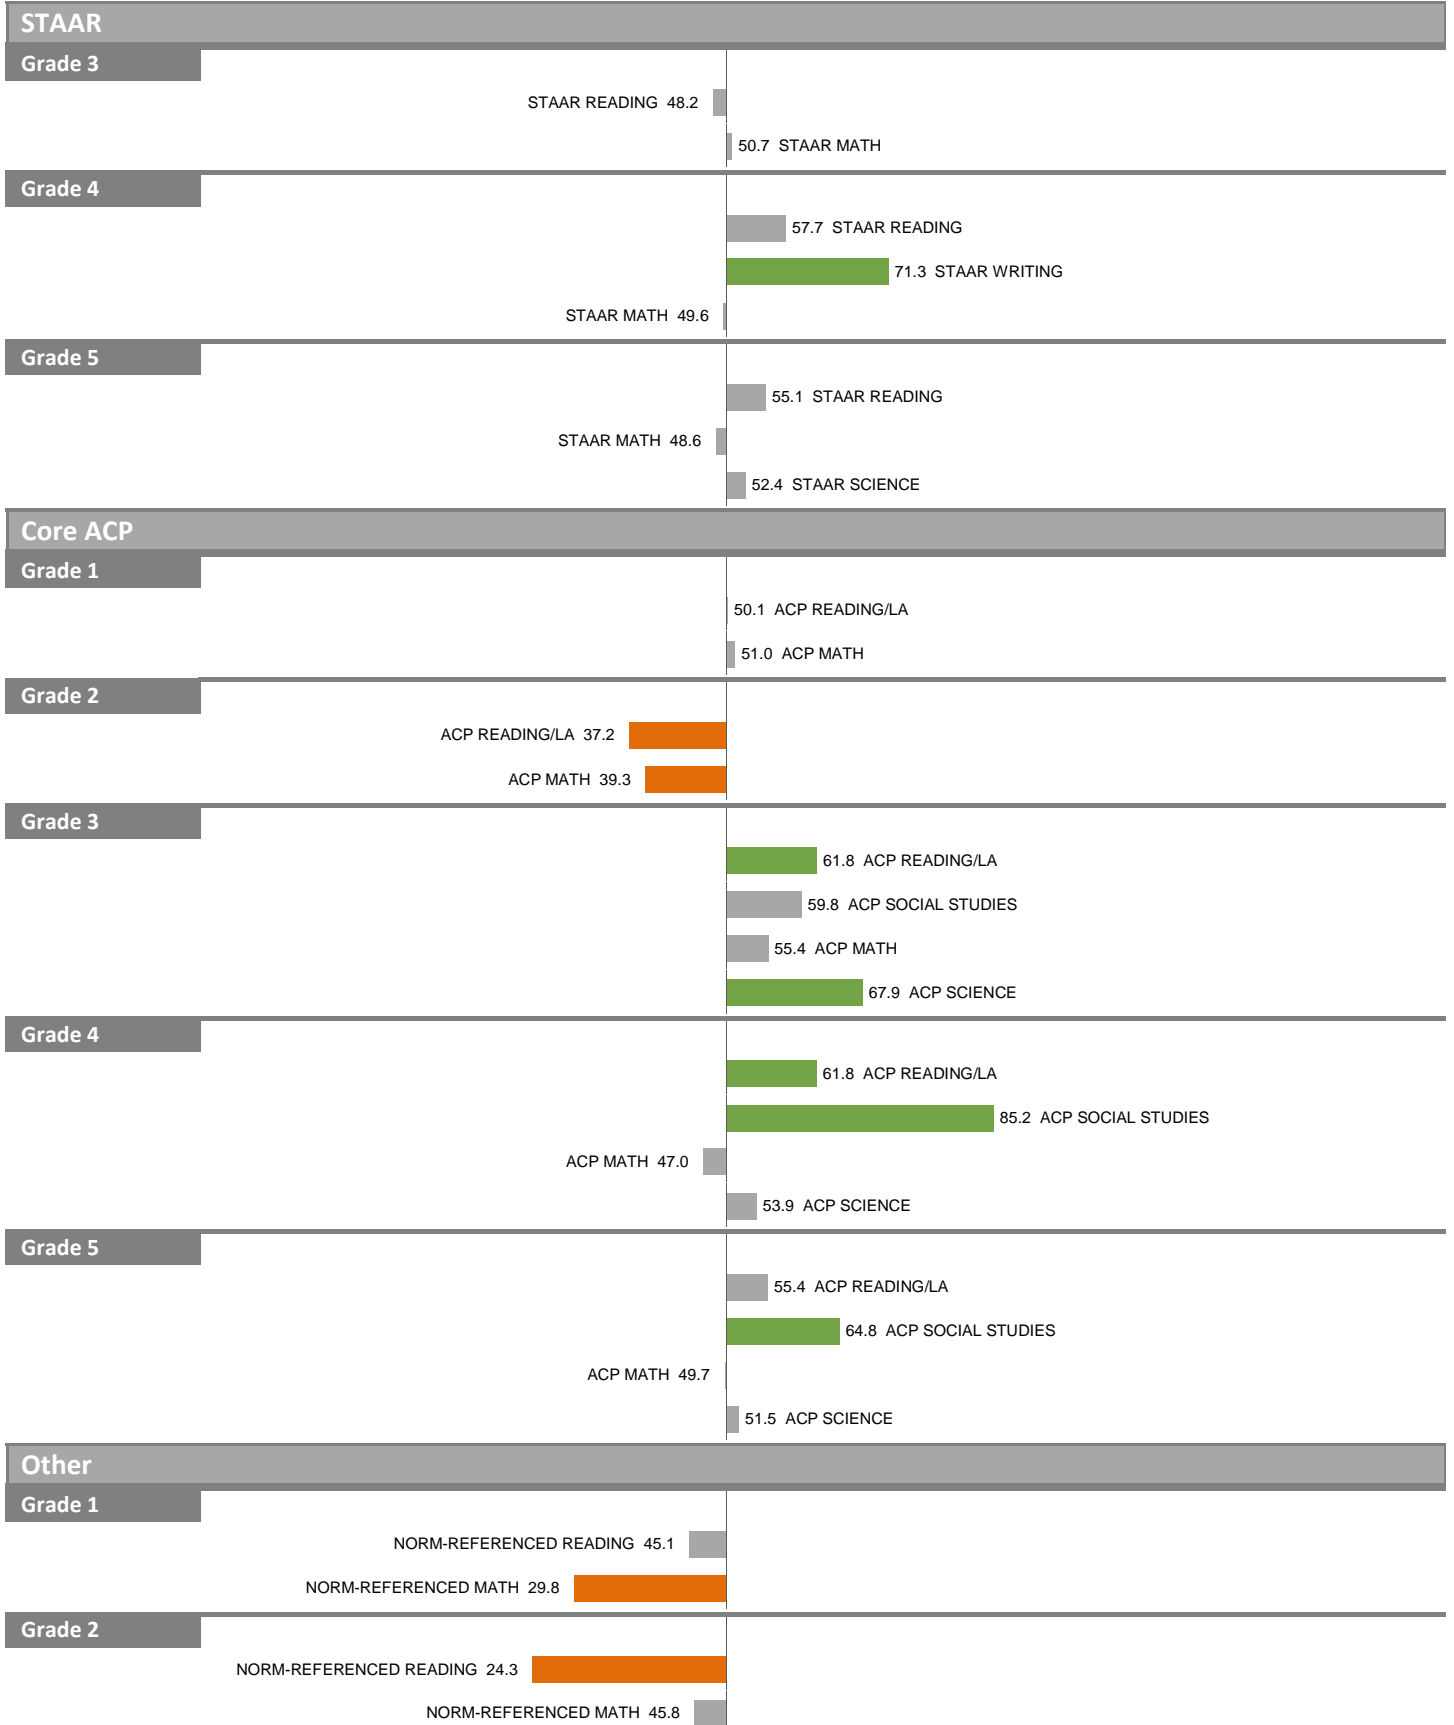 STAAR
Grade 3
STAAR READING 48.2
50.7 STAAR MATH
Grade 4
57.7 STAAR READING
71.3 STAAR WRITING
STAAR MATH 49.6
Grade 5
55.1 STAAR READING
STAAR MATH 48.6
52.4 STAAR SCIENCE
Core ACP
Grade 1
50.1 ACP READING/LA
51.0 ACP MATH
Grade 2
ACP READING/LA 37.2
ACP MATH 39.3
Grade 3
61.8 ACP READING/LA
59.8 ACP SOCIAL STUDIES
55.4 ACP MATH
67.9 ACP SCIENCE
Grade 4
61.8 ACP READING/LA
85.2 ACP SOCIAL STUDIES
ACP MATH 47.0
53.9 ACP SCIENCE
Grade 5
55.4 ACP READING/LA
64.8 ACP SOCIAL STUDIES
ACP MATH 49.7
51.5 ACP SCIENCE
Other
Grade 1
NORM-REFERENCED READING 45.1
NORM-REFERENCED MATH 29.8
Grade 2
NORM-REFERENCED READING 24.3
NORM-REFERENCED MATH 45.8